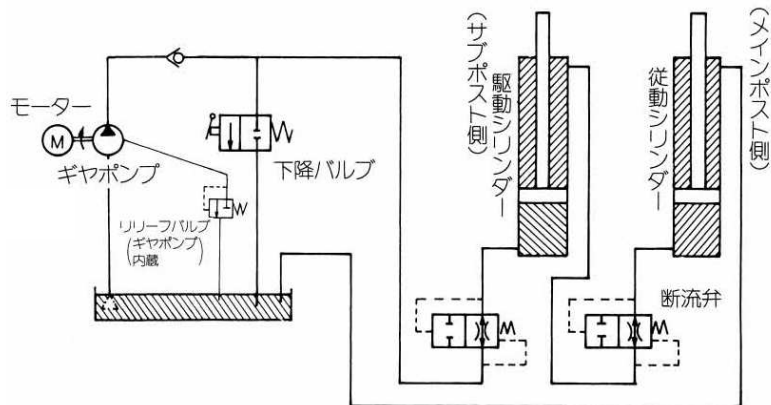 モーター
M
ギヤポンプ
リリーフバルブ
(ギヤポンプ)
内蔵
下降バルブ
(サブポスト側)
駆動シリンダー
(メインポスト側)
従動シリンダー
断流弁